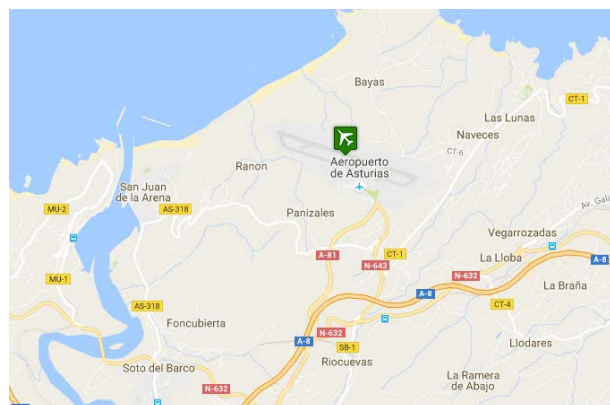 Bayas
CT-1
Las Lunas
Naveces
CT-6
Aeropuerto
de Asturias
Ranon
San Juan
de la Arena
MU-2
AS-318
Panizales
Av. Gali
Vegarrozadas
A-81
CT-1
N-643
La Lloba
N-632
A-8
MU-1
A-8
La Braña
AS-318
CT-4
Foncubierta
N-632
A-8
SB-1
Llodares
Riocuevas
Soto del Barco
N-632
La Ramera
de Abajo